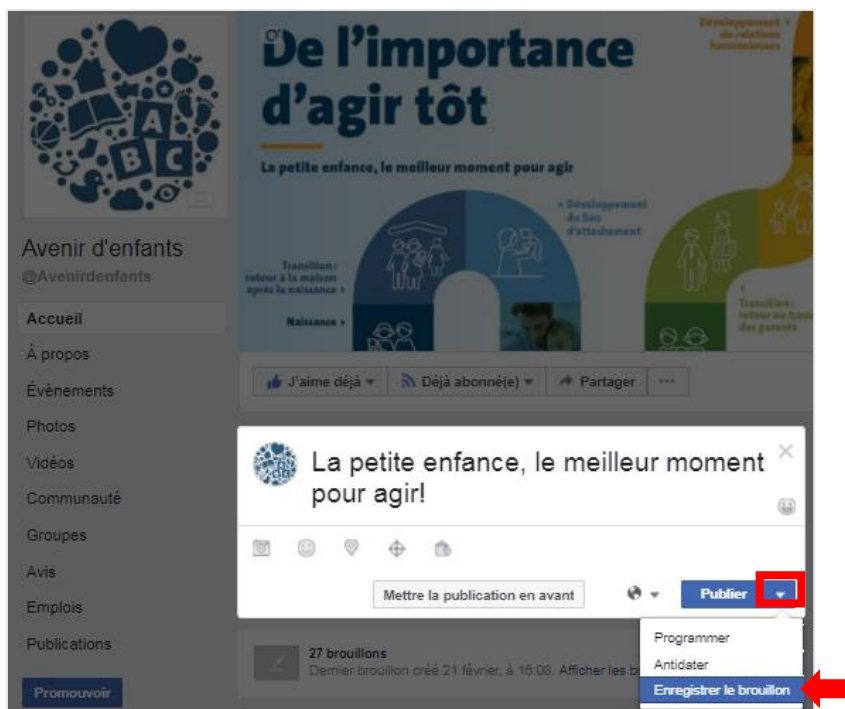 De l'importance
d'agir tôt
La petite enfance, le meilleur moment pour agir
Développement
de relations
harmonieuses
Développement
du lien
d'attachement
Transition :
retour à la maison
après la naissance
Naissance
Transition :
retour au
des parents
A
B
C
Avenir d'enfants
@Avenirdenfants
Accueil
À propos
Évènements
Photos
Vidéos
Communauté
Groupes
Avis
Emplois
Publications
Promouvoir
J'aime déjà
Déjà abonné(e)
Partager
La petite enfance, le meilleur moment
pour agir!
Mettre la publication en avant
Publier
Programmer
Antidater
Enregistrer le brouillon
27 brouillons
Dernier brouillon créé 21 février, à 16:08. Afficher les